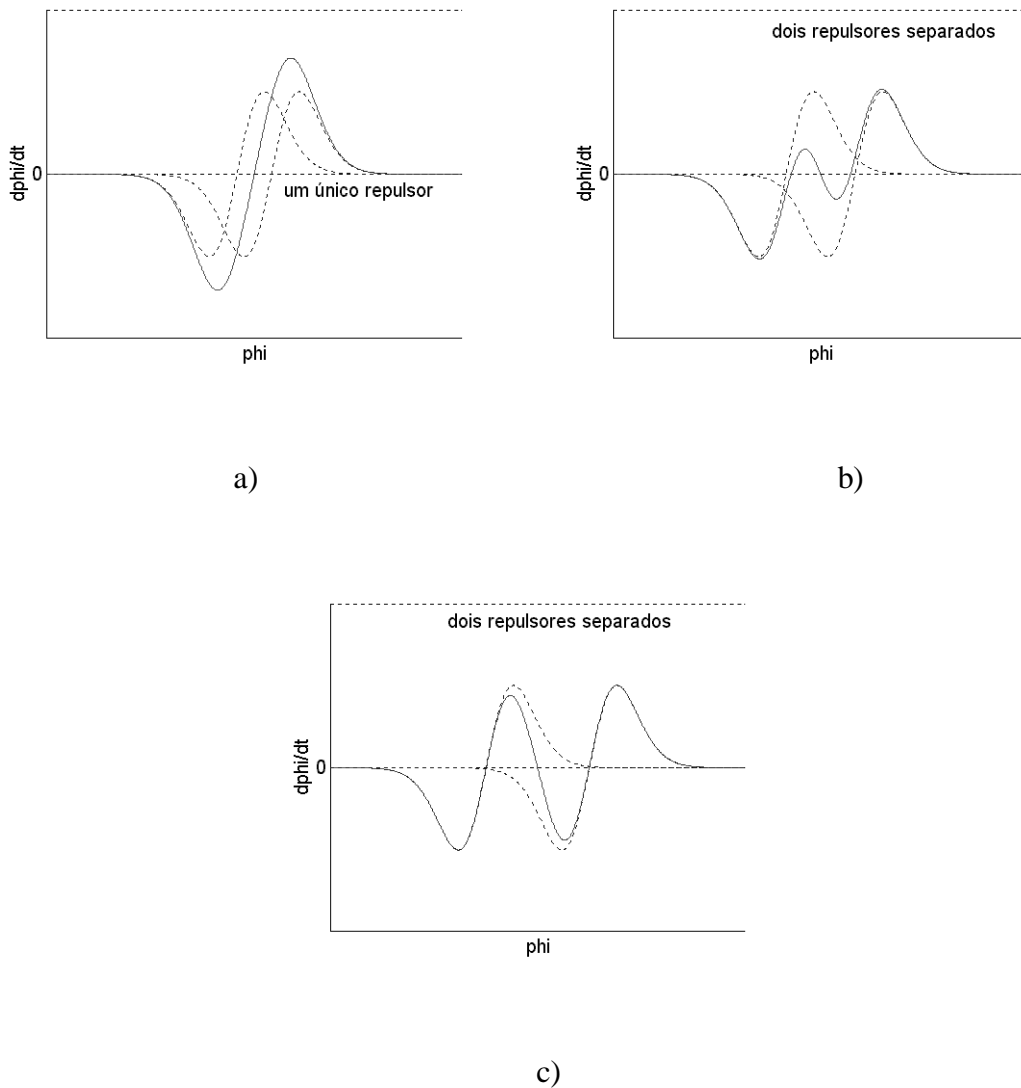 dphi/dt
0
um único repulsor
phi
a)
dois repulsores separados
dphi/dt
0
phi
b)
dois repulsores separados
dphi/dt
0
phi
c)